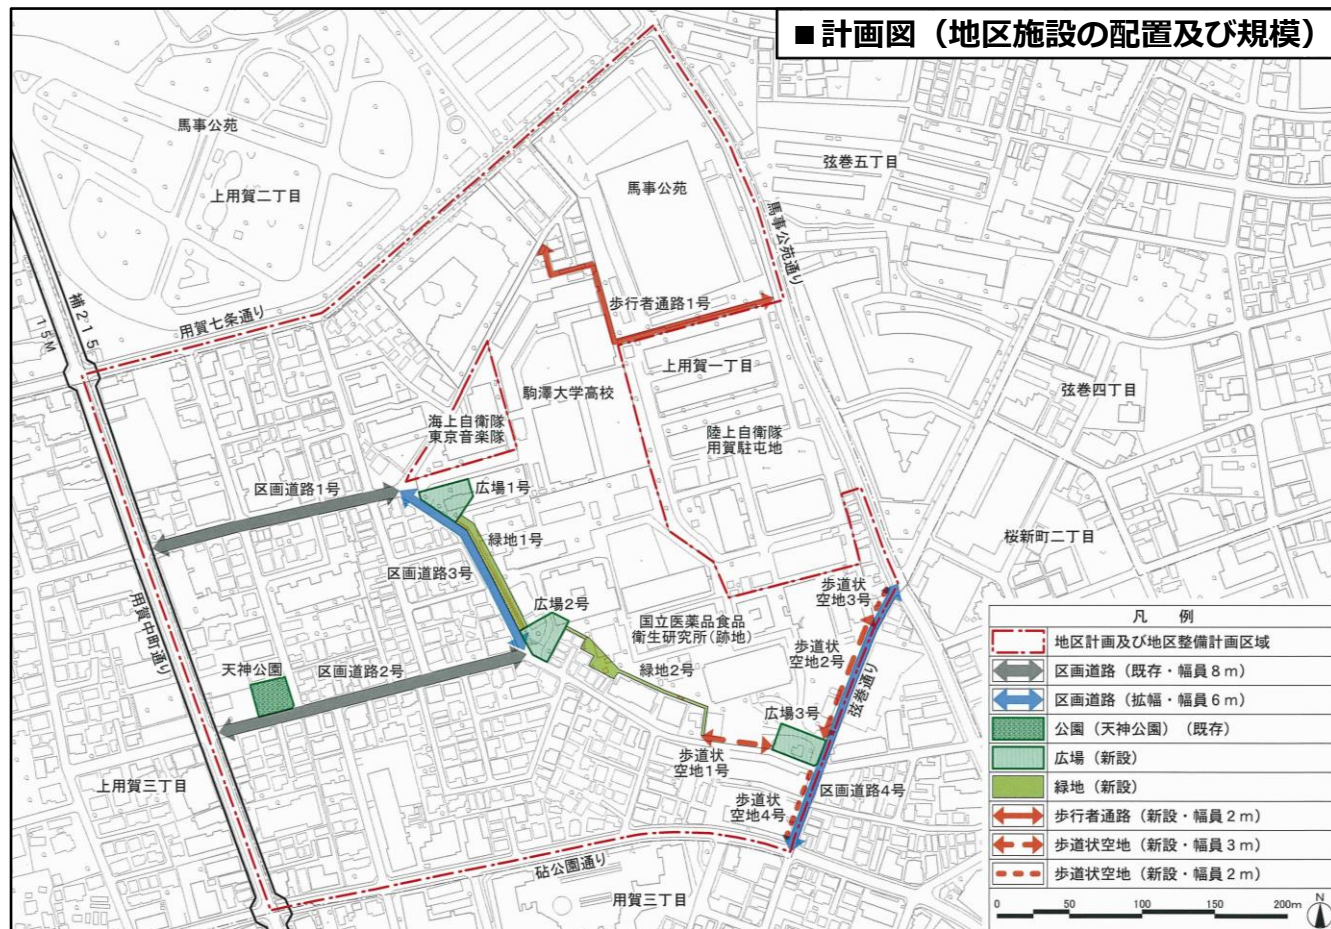 ■計画図（地区施設の配置及び規模）
馬事公苑
上用賀二丁目
馬事公苑
弦巻五丁目
馬事公苑通り
補215
15M
用賀七条通り
歩行者通路1号
上用賀一丁目
駒澤大学高校
弦巻四丁目
海上自衛隊
東京音楽隊
陸上自衛隊
用賀駐屯地
区画道路1号
広場1号
緑地1号
桜新町二丁目
区画道路3号
用賀中町通り
広場2号
国立医薬品食品
衛生研究所(跡地)
歩道状
空地3号
歩道状
空地2号
弦巻通り
天神公園
区画道路2号
緑地2号
広場3号
歩道状
空地1号
上用賀三丁目
区画道路4号
歩道状
空地4号
砧公園通り
用賀三丁目
凡 例
地区計画及び地区整備計画区域
区画道路（既存・幅員8m）
区画道路（拡幅・幅員6m）
公園（天神公園）（既存）
広場（新設）
緑地（新設）
歩行者通路（新設・幅員2m）
歩道状空地（新設・幅員3m）
歩道状空地（新設・幅員2m）
0 50 100 150 200m
N